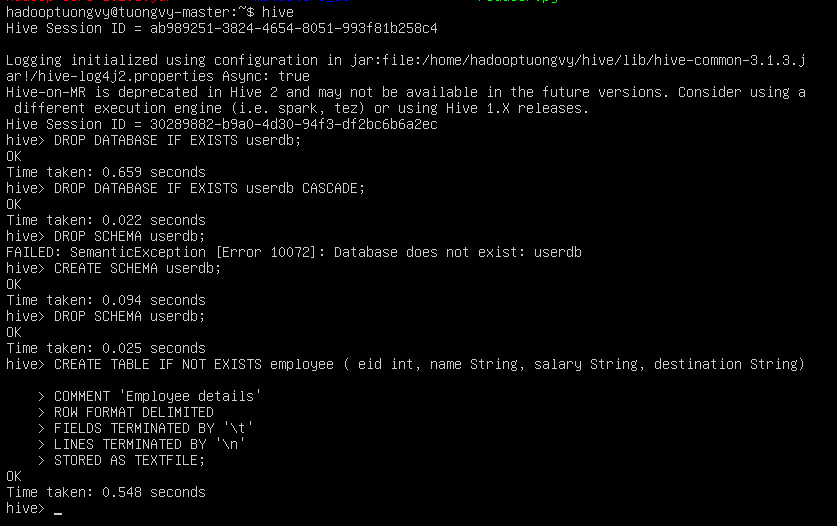 hadooptuongvy@tuongvy-master:~$ hive
Hive Session ID = ab989251-3824-4654-8051-993f81b258c4
Logging initialized using configuration in jar:file:/home/hadooptuongvy/hive/lib/hive-common-3.1.3.j
ar!/hive-log4j2.properties Async: true
Hive-on-MR is deprecated in Hive 2 and may not be available in the future versions. Consider using a
 different execution engine (i.e. spark, tez) or using Hive 1.X releases.
Hive Session ID = 30289882-b9a0-4d30-94f3-df2bc6b6a2ec
hive> DROP DATABASE IF EXISTS userdb;
OK
Time taken: 0.659 seconds
hive> DROP DATABASE IF EXISTS userdb CASCADE;
OK
Time taken: 0.022 seconds
hive> DROP SCHEMA userdb;
FAILED: SemanticException [Error 10072]: Database does not exist: userdb
hive> CREATE SCHEMA userdb;
OK
Time taken: 0.094 seconds
hive> DROP SCHEMA userdb;
OK
Time taken: 0.025 seconds
hive> CREATE TABLE IF NOT EXISTS employee ( eid int, name String, salary String, destination String)
    > COMMENT 'Employee details'
    > ROW FORMAT DELIMITED
    > FIELDS TERMINATED BY '\t'
    > LINES TERMINATED BY '\n'
    > STORED AS TEXTFILE;
OK
Time taken: 0.548 seconds
hive> _